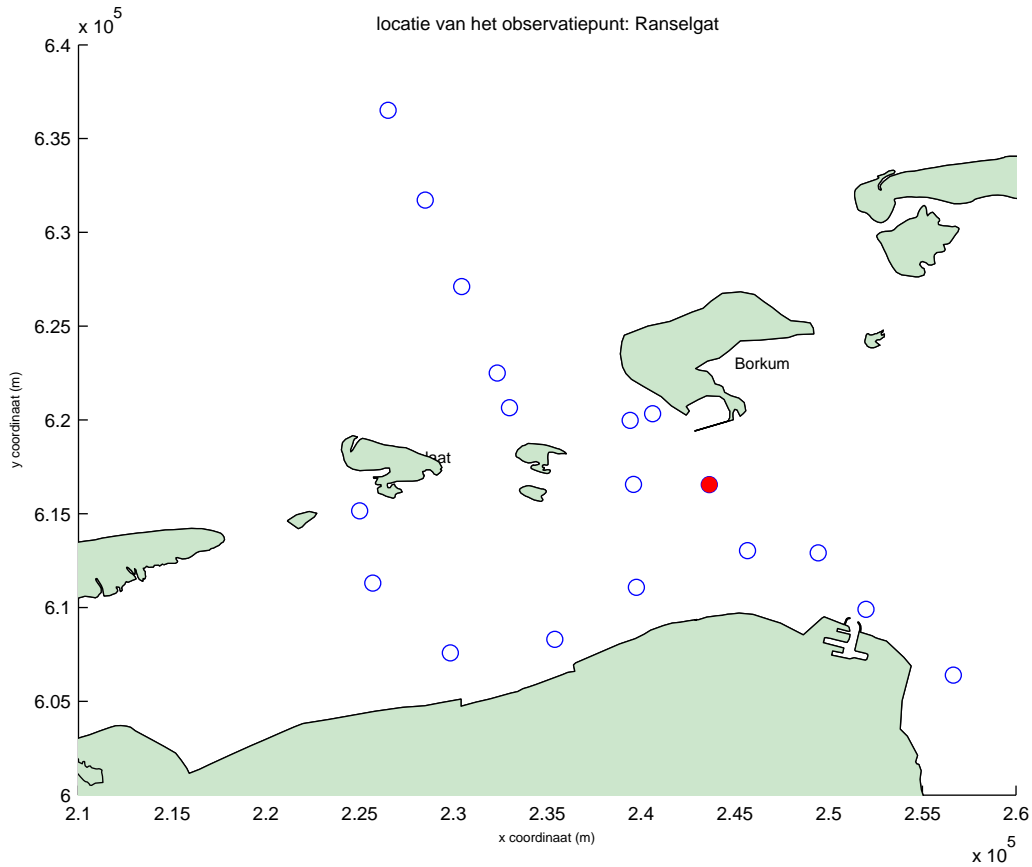 locatie van het observatiepunt: Ranselgat
x 10 5
6.4
6.35
6.3
6.25
6.2
6.15
6.1
6.05
6
y coordinaat (m)
Borkum
2.1 2.15 2.2 2.25 2.3 2.35 2.4 2.45 2.5 2.55 2.6
x coordinaat (m)
x 10 5